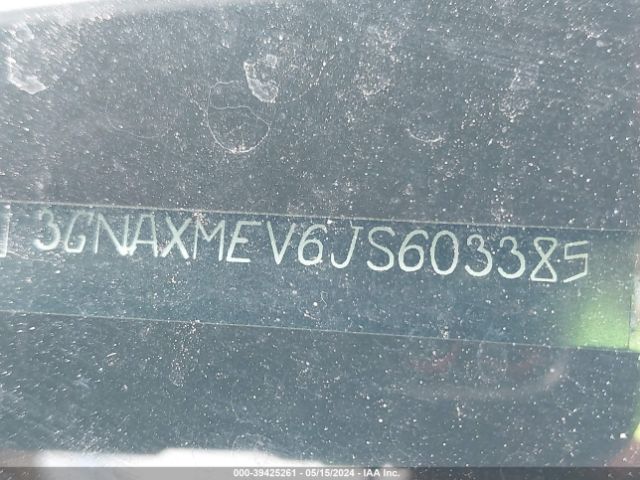 3GNAXMEV6JS603385
000-39425261 - 05/15/2024 - IAA Inc.